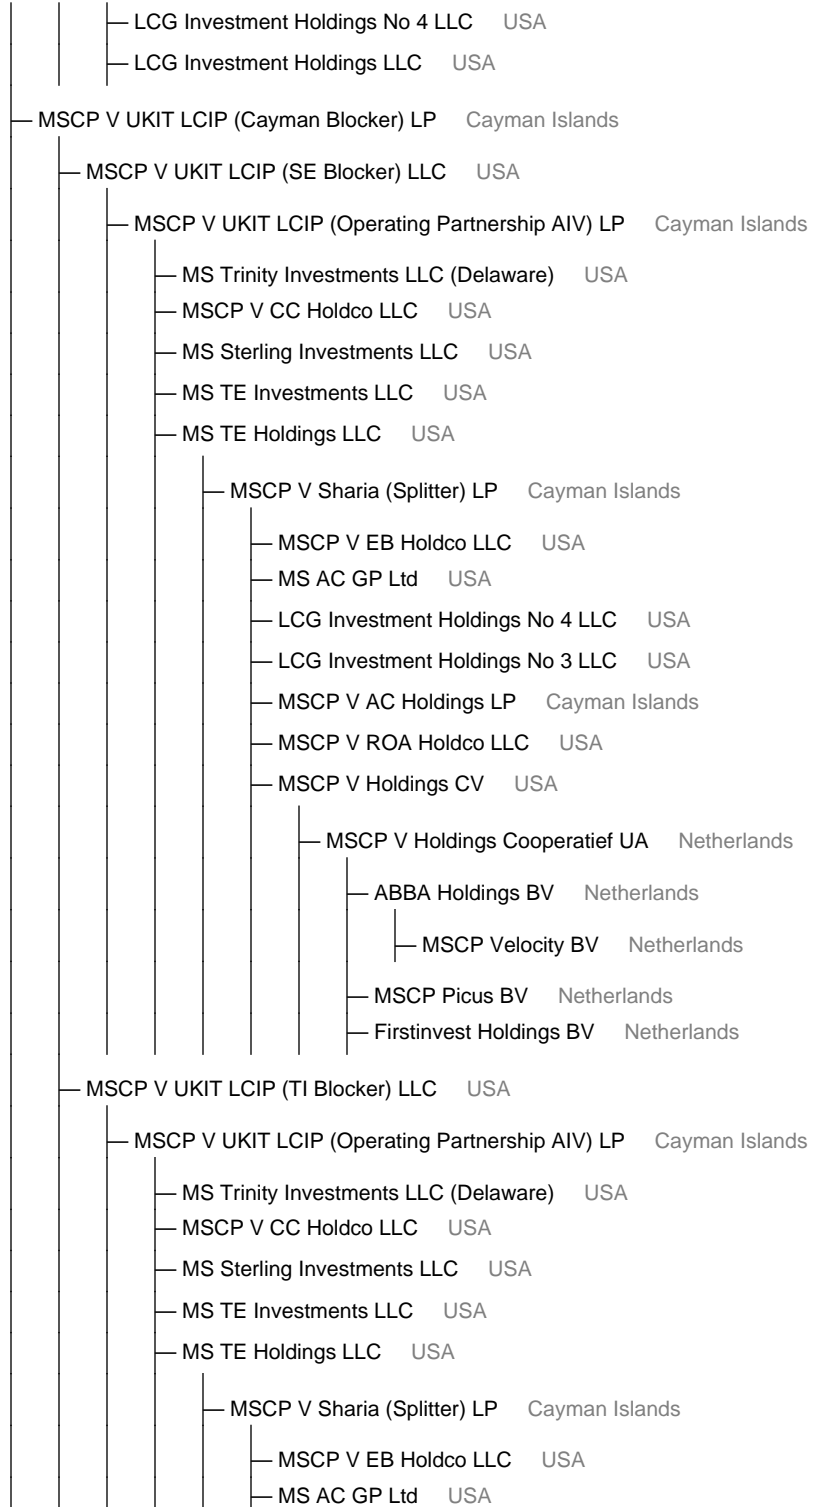 LCG Investment Holdings No 4 LLC USA
LCG Investment Holdings LLC USA
MSCP V UKIT LCIP (Cayman Blocker) LP Cayman Islands
MSCP V UKIT LCIP (SE Blocker) LLC USA
MSCP V UKIT LCIP (Operating Partnership AIV) LP Cayman Islands
MS Trinity Investments LLC (Delaware) USA
MSCP V CC Holdco LLC USA
MS Sterling Investments LLC USA
MS TE Investments LLC USA
MS TE Holdings LLC USA
MSCP V Sharia (Splitter) LP Cayman Islands
MSCP V EB Holdco LLC USA
MS AC GP Ltd USA
LCG Investment Holdings No 4 LLC USA
LCG Investment Holdings No 3 LLC USA
MSCP V AC Holdings LP Cayman Islands
MSCP V ROA Holdco LLC USA
MSCP V Holdings CV USA
MSCP V Holdings Cooperatief UA Netherlands
ABBA Holdings BV Netherlands
MSCP Velocity BV Netherlands
MSCP Picus BV Netherlands
Firstinvest Holdings BV Netherlands
MSCP V UKIT LCIP (TI Blocker) LLC USA
MSCP V UKIT LCIP (Operating Partnership AIV) LP Cayman Islands
MS Trinity Investments LLC (Delaware) USA
MSCP V CC Holdco LLC USA
MS Sterling Investments LLC USA
MS TE Investments LLC USA
MS TE Holdings LLC USA
MSCP V Sharia (Splitter) LP Cayman Islands
MSCP V EB Holdco LLC USA
MS AC GP Ltd USA